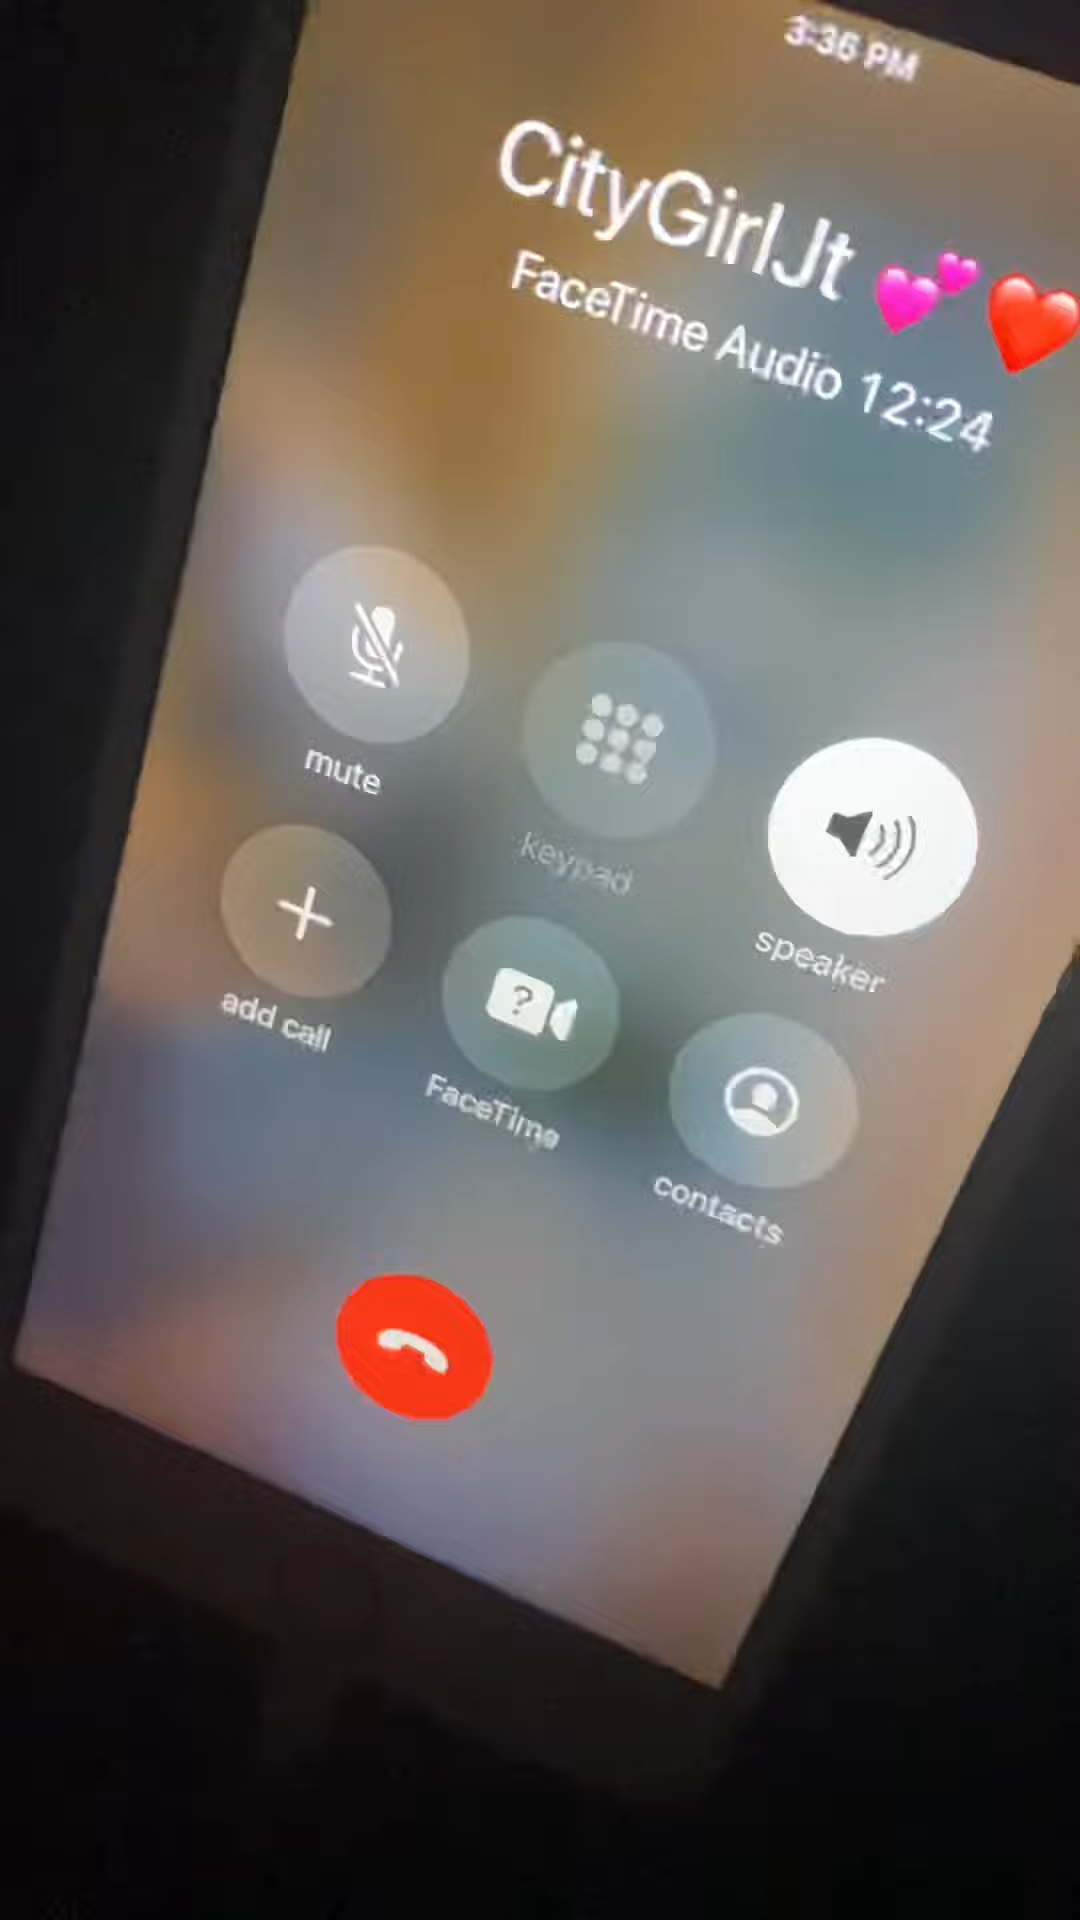 3:36 PM
CityGirlJt 💕❤️
FaceTime Audio 12:24
mute
keypad
speaker
add call
FaceTime
contacts